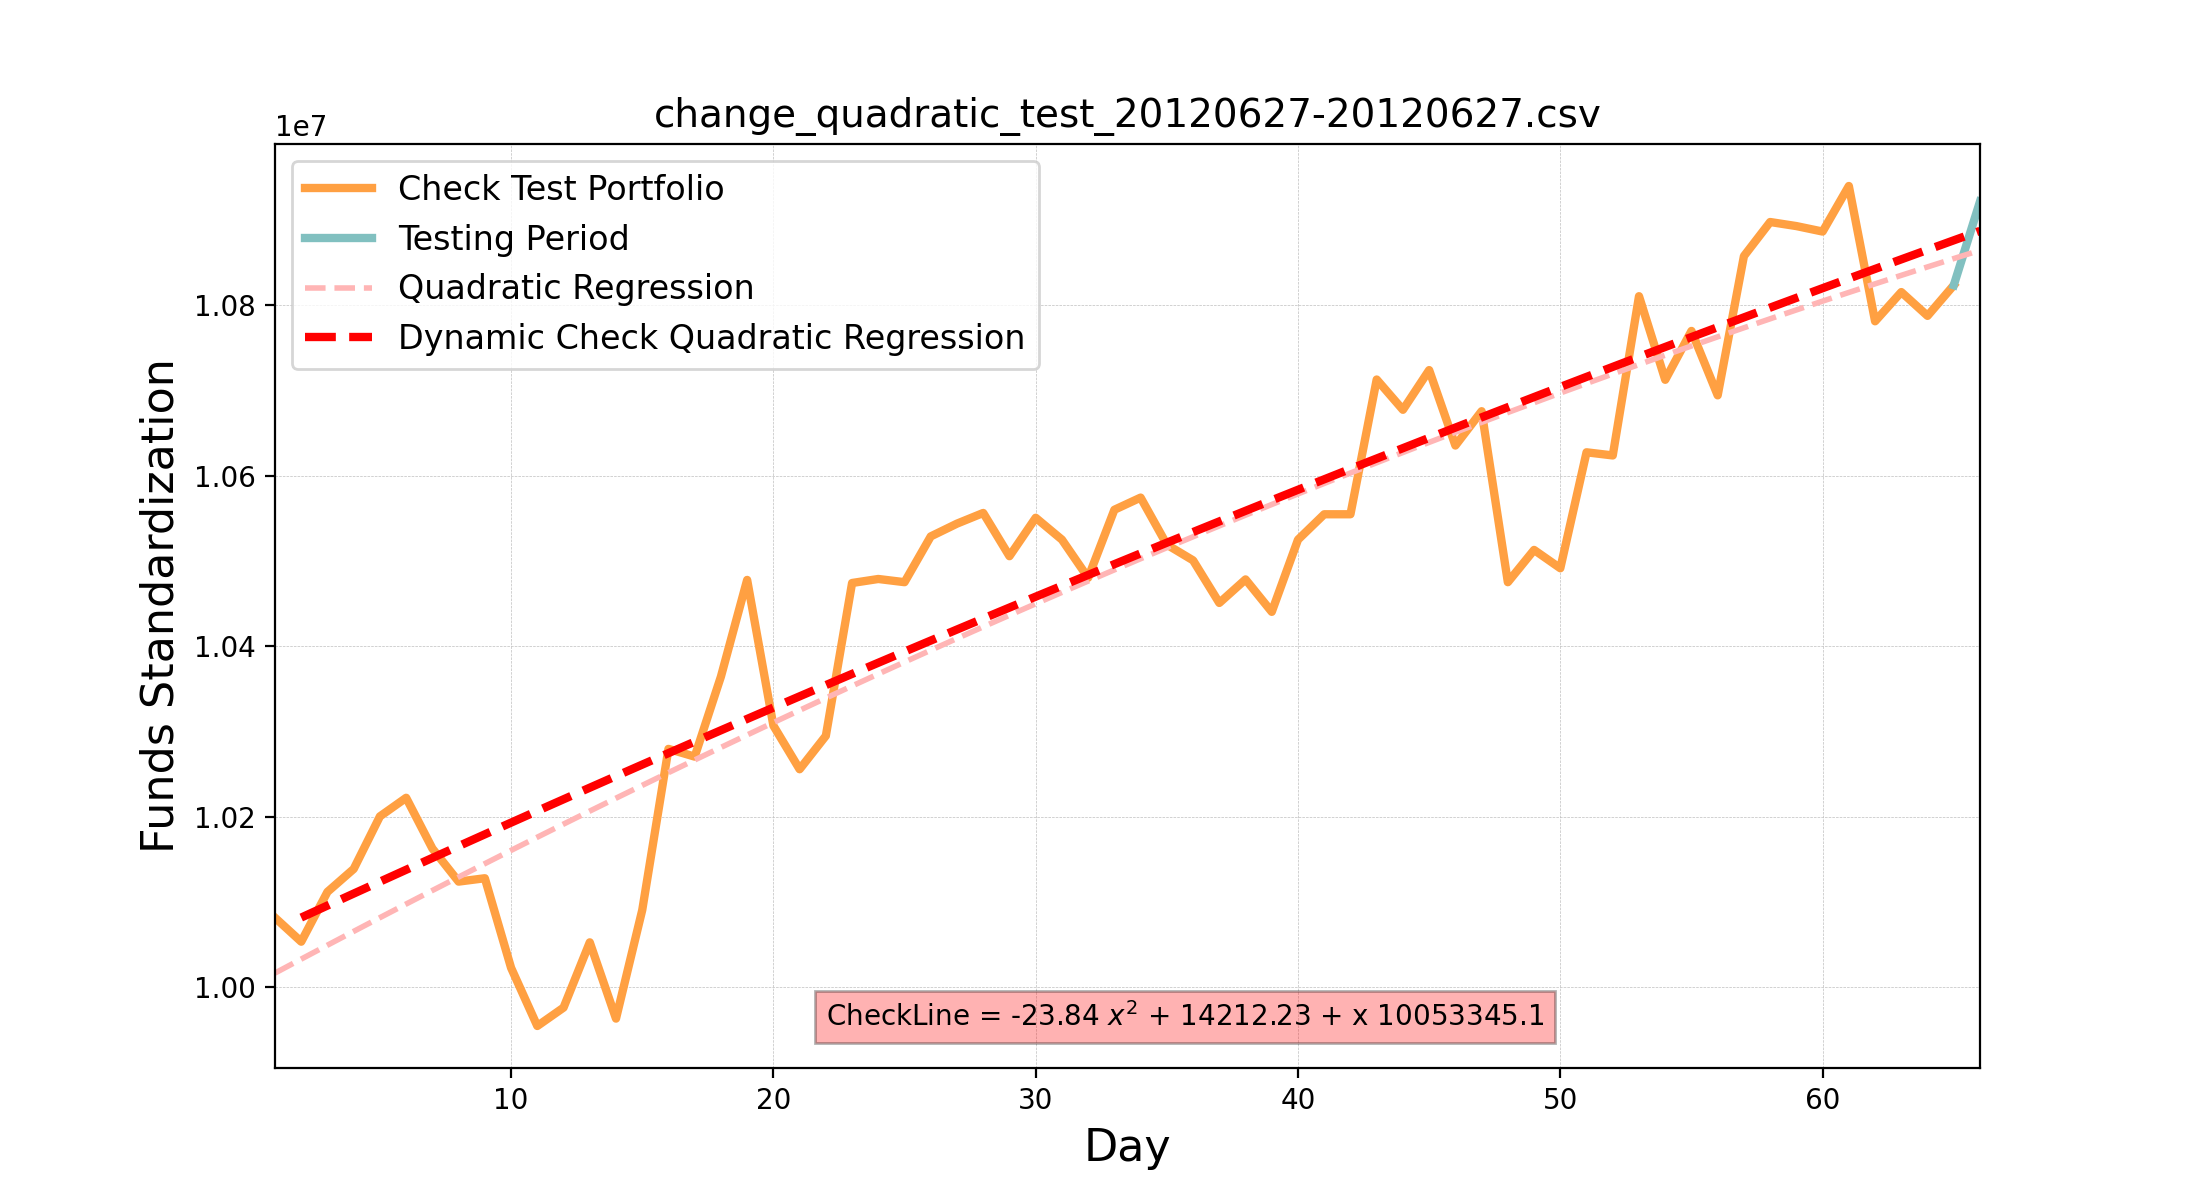 change_quadratic_test_20120627-20120627.csv
1e7
Check Test Portfolio
Testing Period
Quadratic Regression
Dynamic Check Quadratic Regression
1.08
1.06
1.04
1.02
1.00
Funds Standardization
CheckLine = -23.84 x² + 14212.23 + x 10053345.1
10 20 30 40 50 60
Day